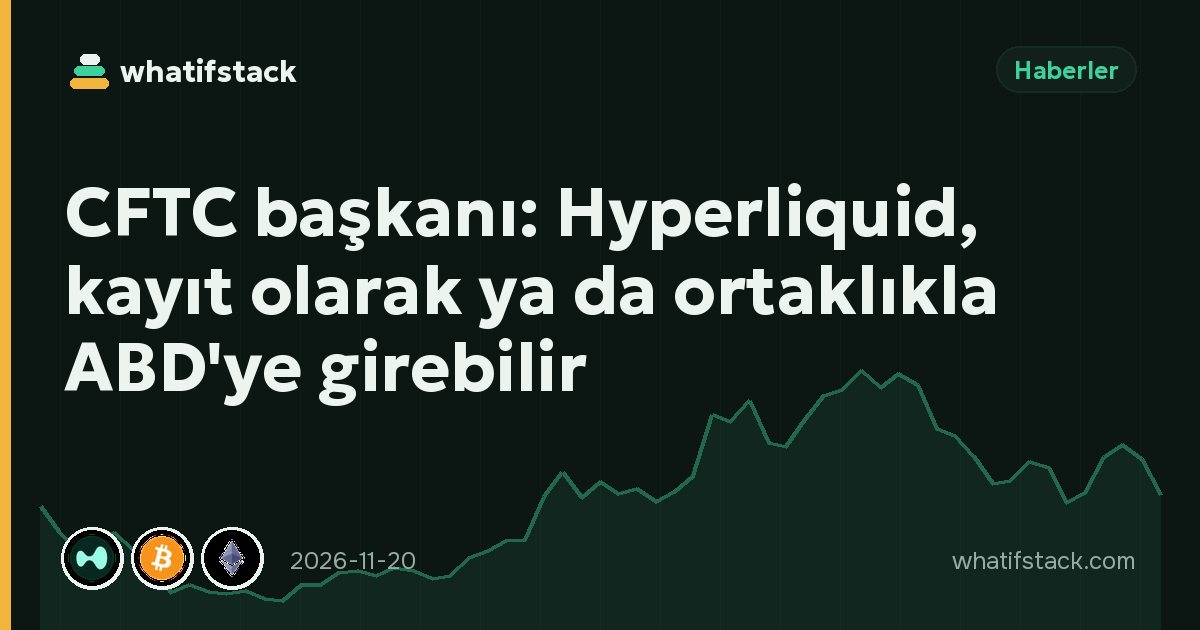 whatifstack
Haberler
CFTC başkanı: Hyperliquid,
kayıt olarak ya da ortaklıkla
ABD'ye girebilir
2026-11-20
whatifstack.com